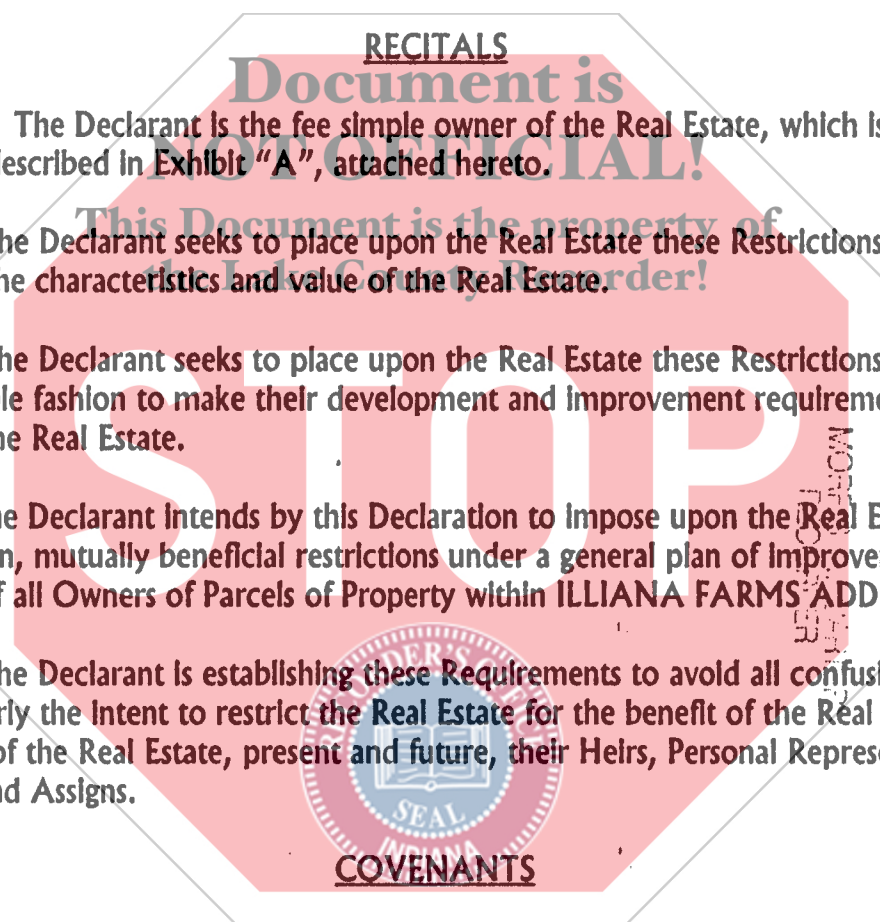 RECITALS
Document is
The Declarant is the fee simple owner of the Real Estate, which is
described in Exhibit “A”, attached hereto.
NOT OFFICIAL!
This Document is the property of
he Declarant seeks to place upon the Real Estate these Restrictions
the Lake County Recorder!
he characteristics and value of the Real Estate.
he Declarant seeks to place upon the Real Estate these Restrictions
le fashion to make their development and improvement requireme
he Real Estate.
STOP
e Declarant intends by this Declaration to impose upon the Real E
n, mutually beneficial restrictions under a general plan of improve
f all Owners of Parcels of Property within ILLIANA FARMS ADD
he Declarant is establishing these Requirements to avoid all confusi
rly the intent to restrict the Real Estate for the benefit of the Real
of the Real Estate, present and future, their Heirs, Personal Represe
nd Assigns.
RECORDER'S OFFICE
SEAL
INDIANA
COVENANTS